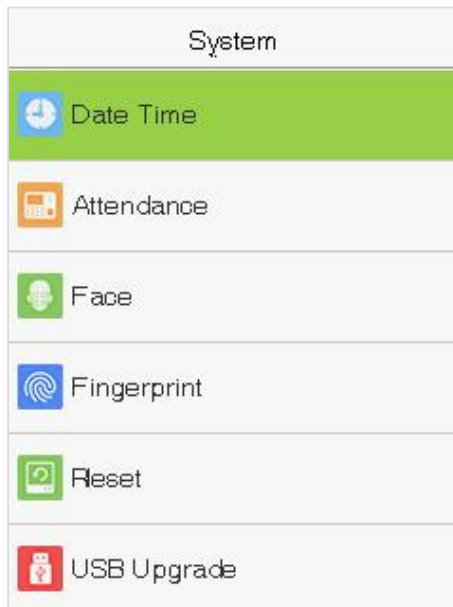 System
Date Time
Attendance
Face
Fingerprint
Reset
USB Upgrade